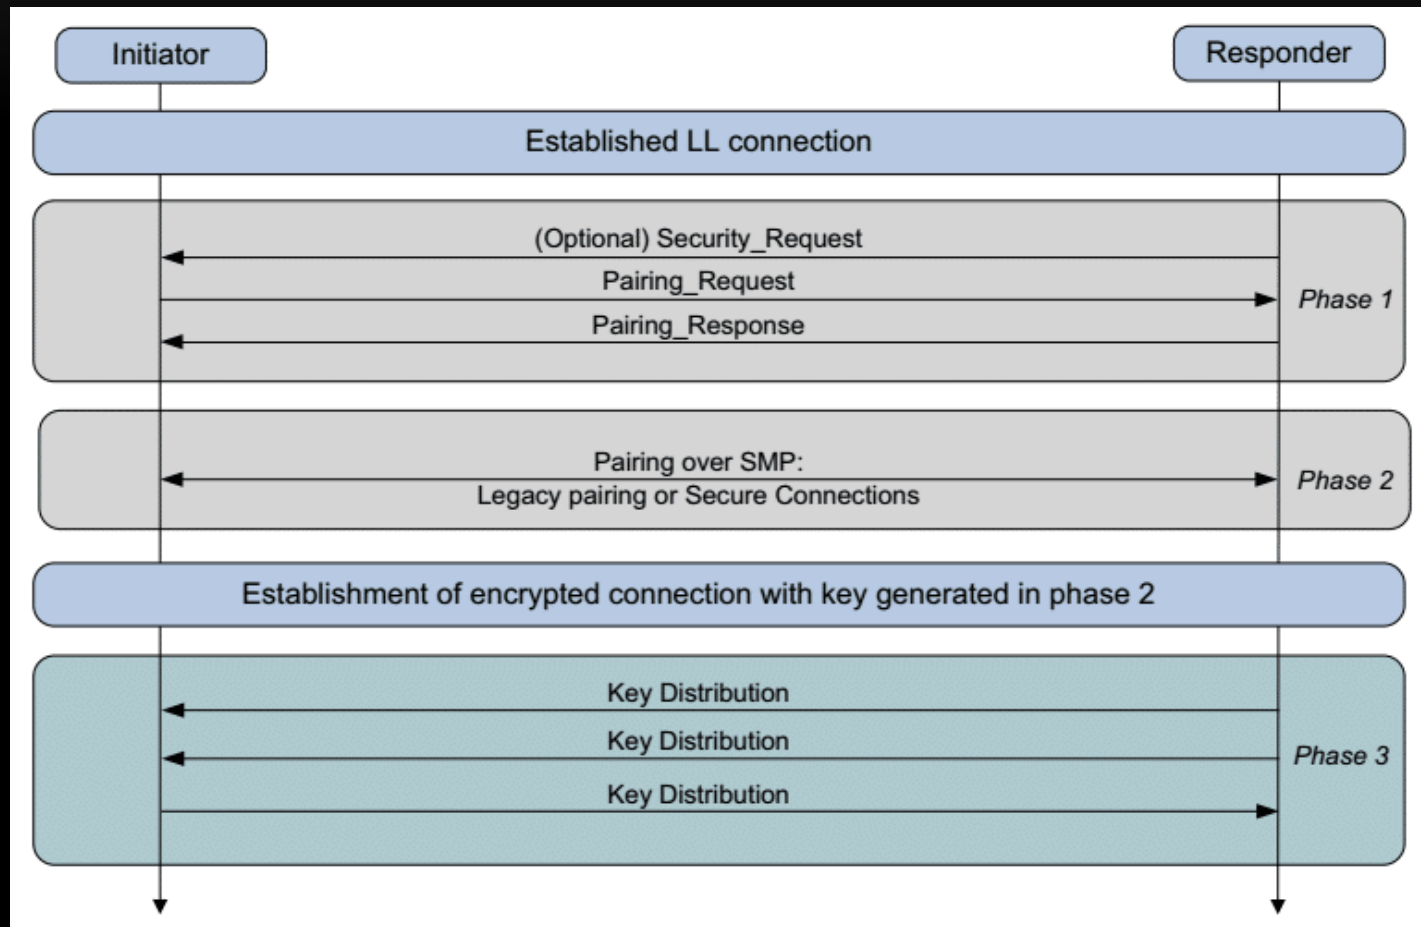 Initiator
Responder
Established LL connection
(Optional) Security_Request
Pairing_Request
Phase 1
Pairing_Response
Pairing over SMP:
Legacy pairing or Secure Connections
Phase 2
Establishment of encrypted connection with key generated in phase 2
Key Distribution
Key Distribution
Phase 3
Key Distribution